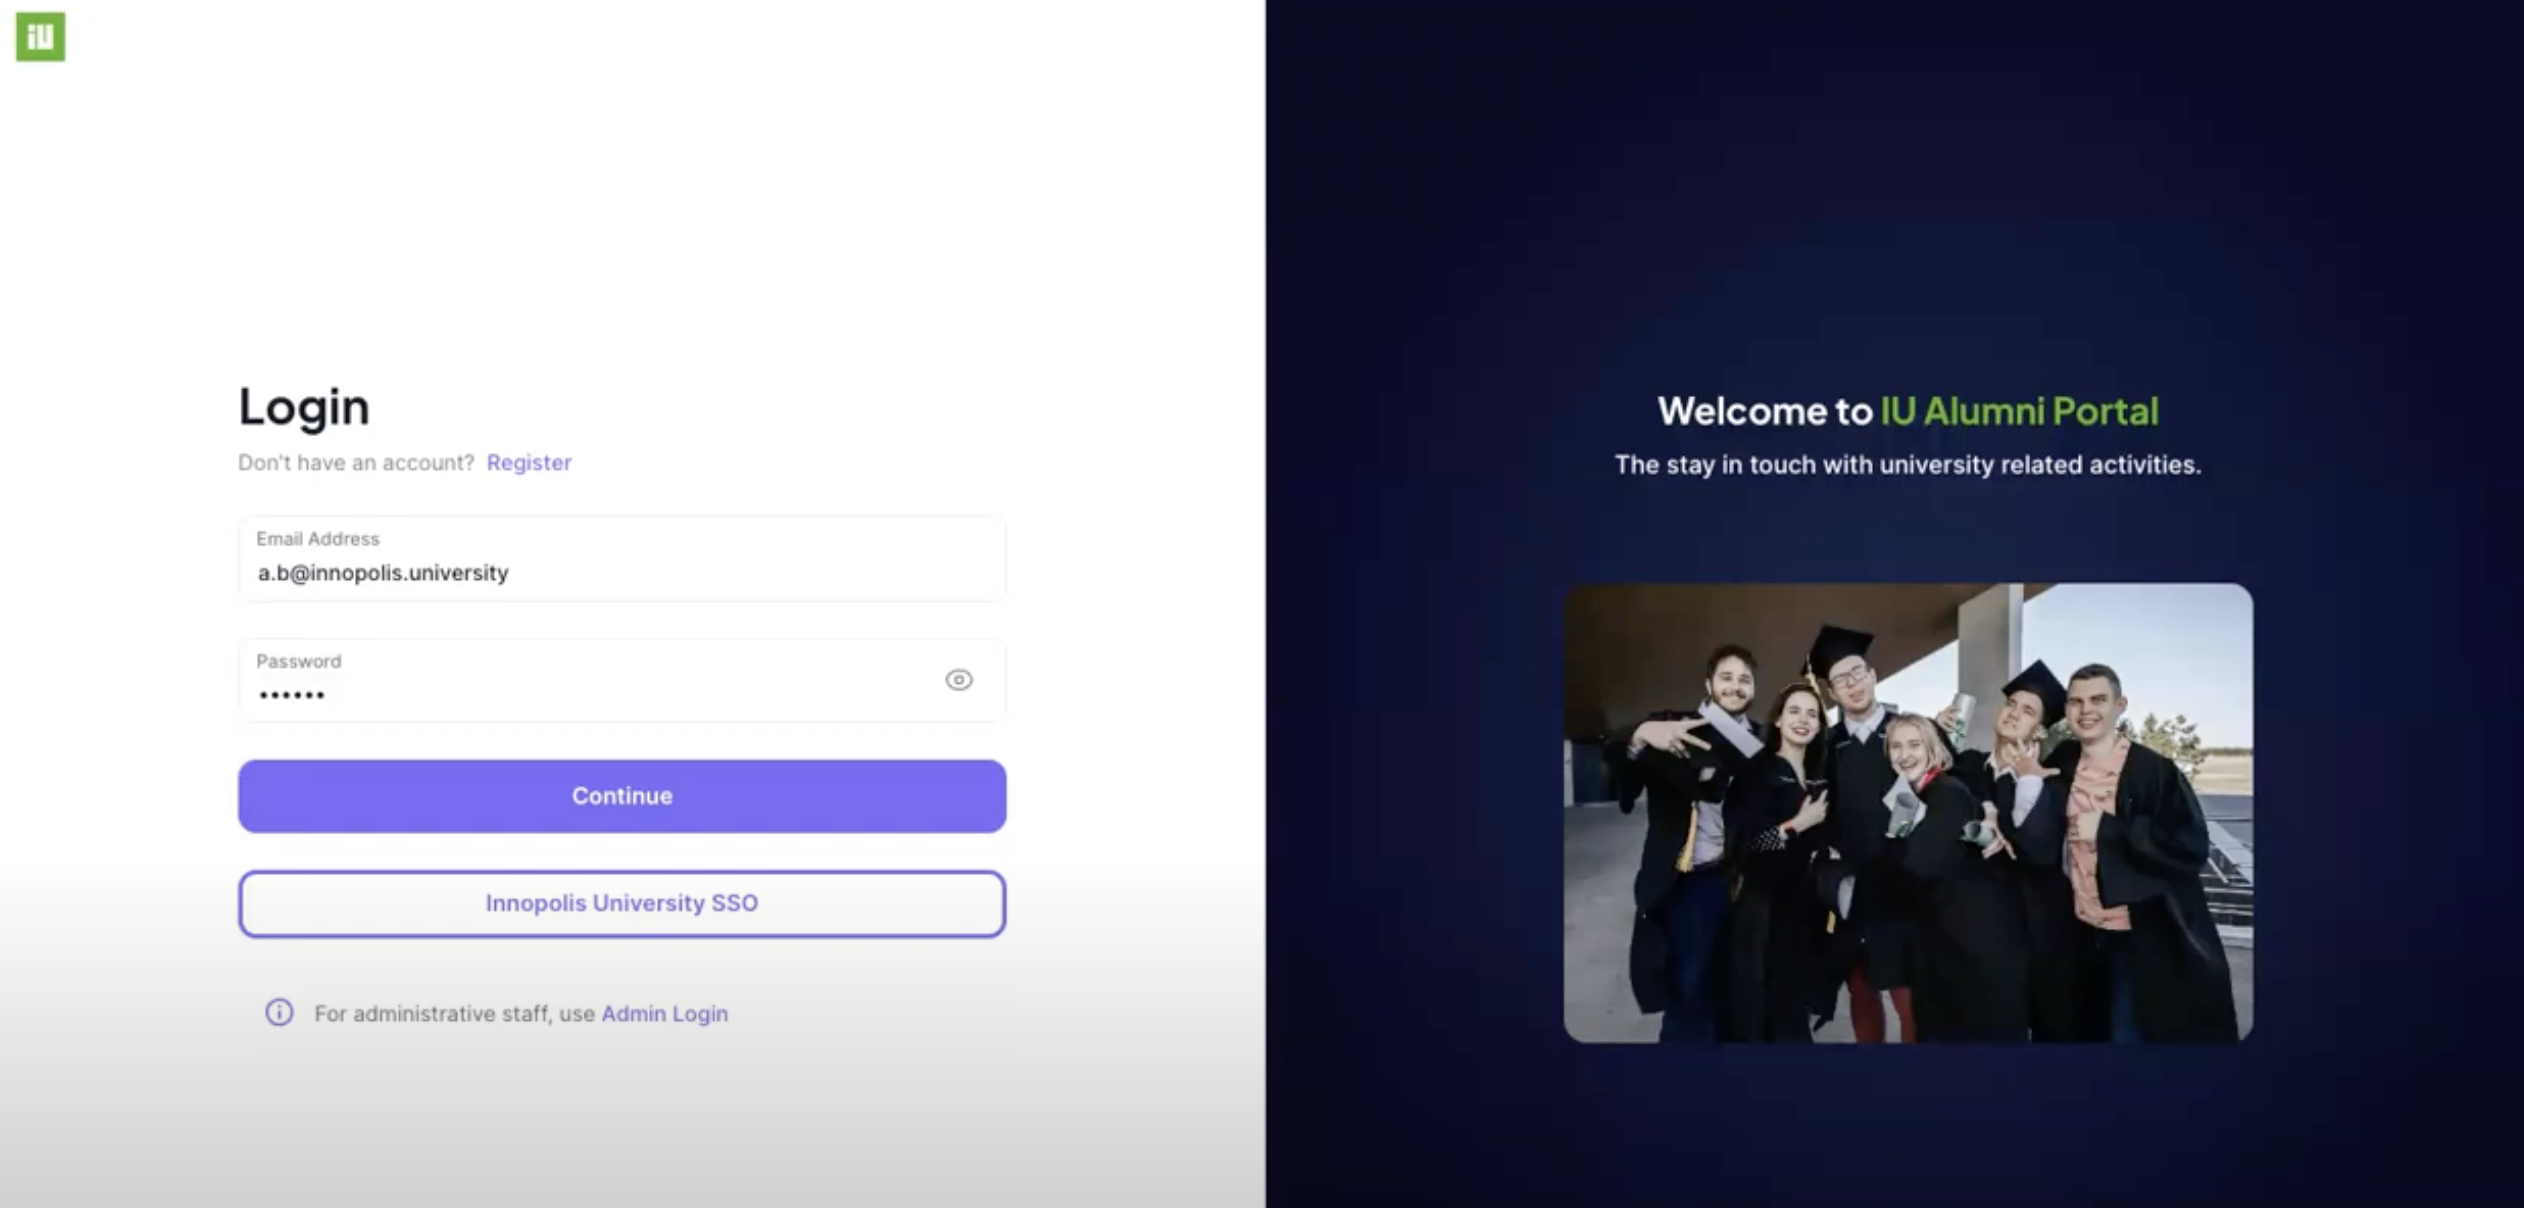 iU
Login
Don't have an account? Register
Email Address
a.b@innopolis.university
Password
••••••
Continue
Innopolis University SSO
For administrative staff, use Admin Login
Welcome to IU Alumni Portal
The stay in touch with university related activities.